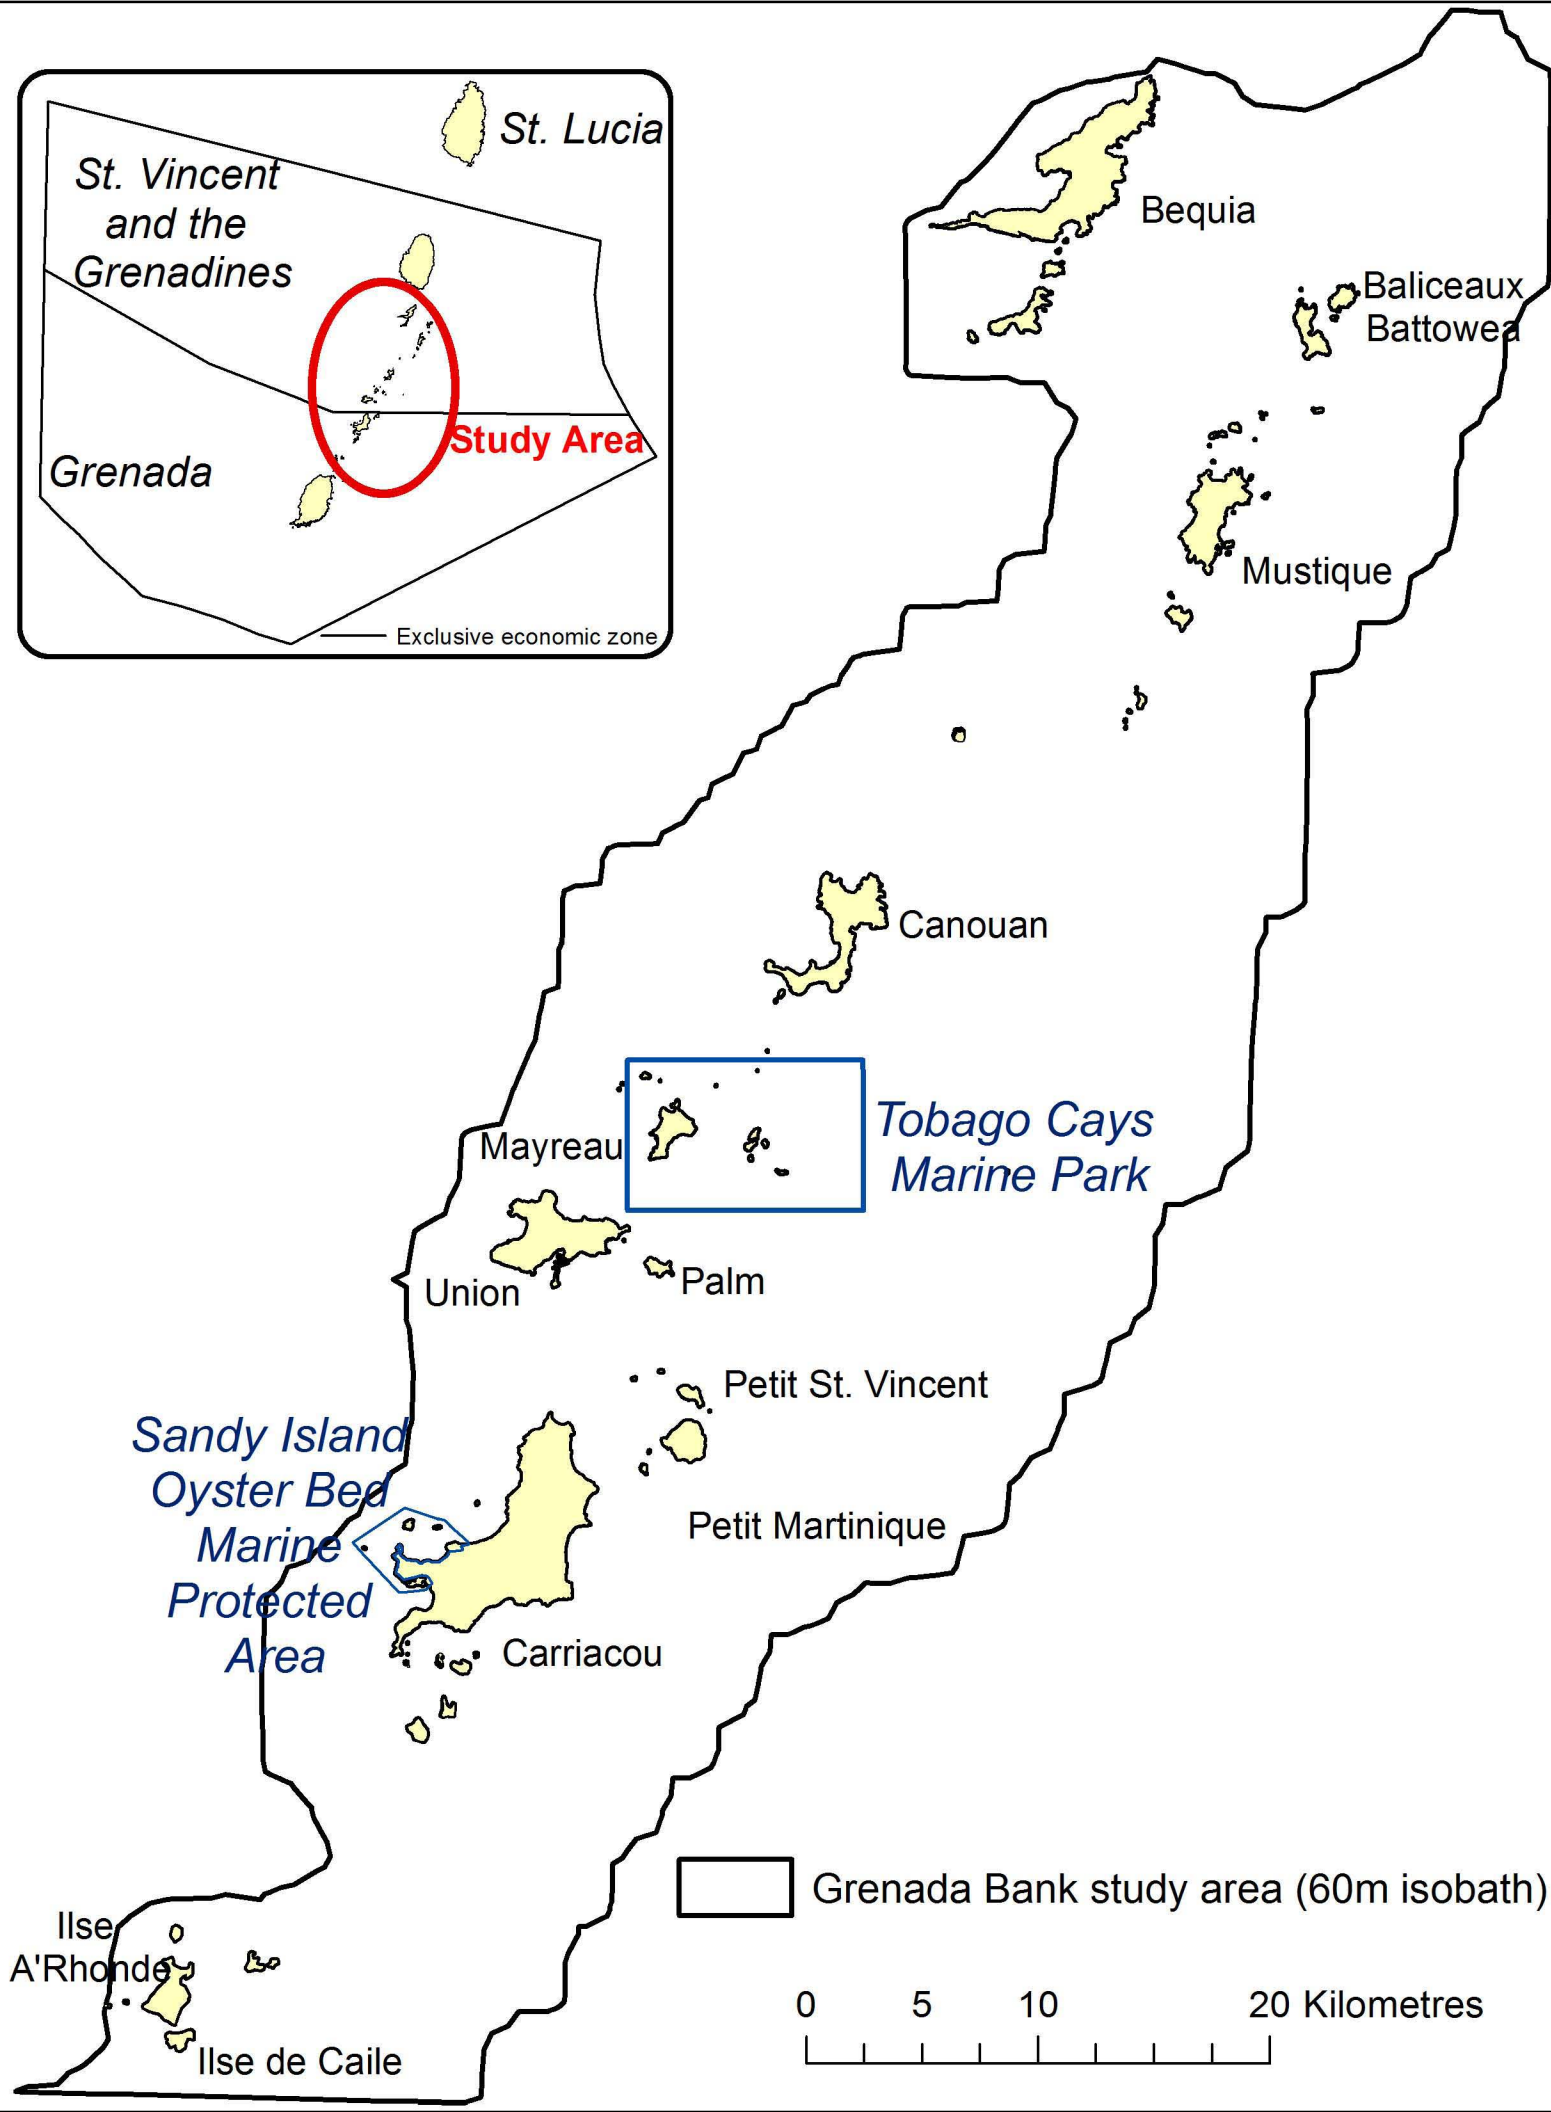 St. Lucia
St. Vincent
and the
Grenadines
Study Area
Grenada
Exclusive economic zone
Bequia
Baliceaux
Battowea
Mustique
Canouan
Tobago Cays
Marine Park
Mayreau
Union
Palm
Petit St. Vincent
Sandy Island
Oyster Bed
Marine
Protected
Area
Petit Martinique
Carriacou
Grenada Bank study area (60m isobath)
Ilse
A'Rhonde
Ilse de Caile
0 5 10 20 Kilometres